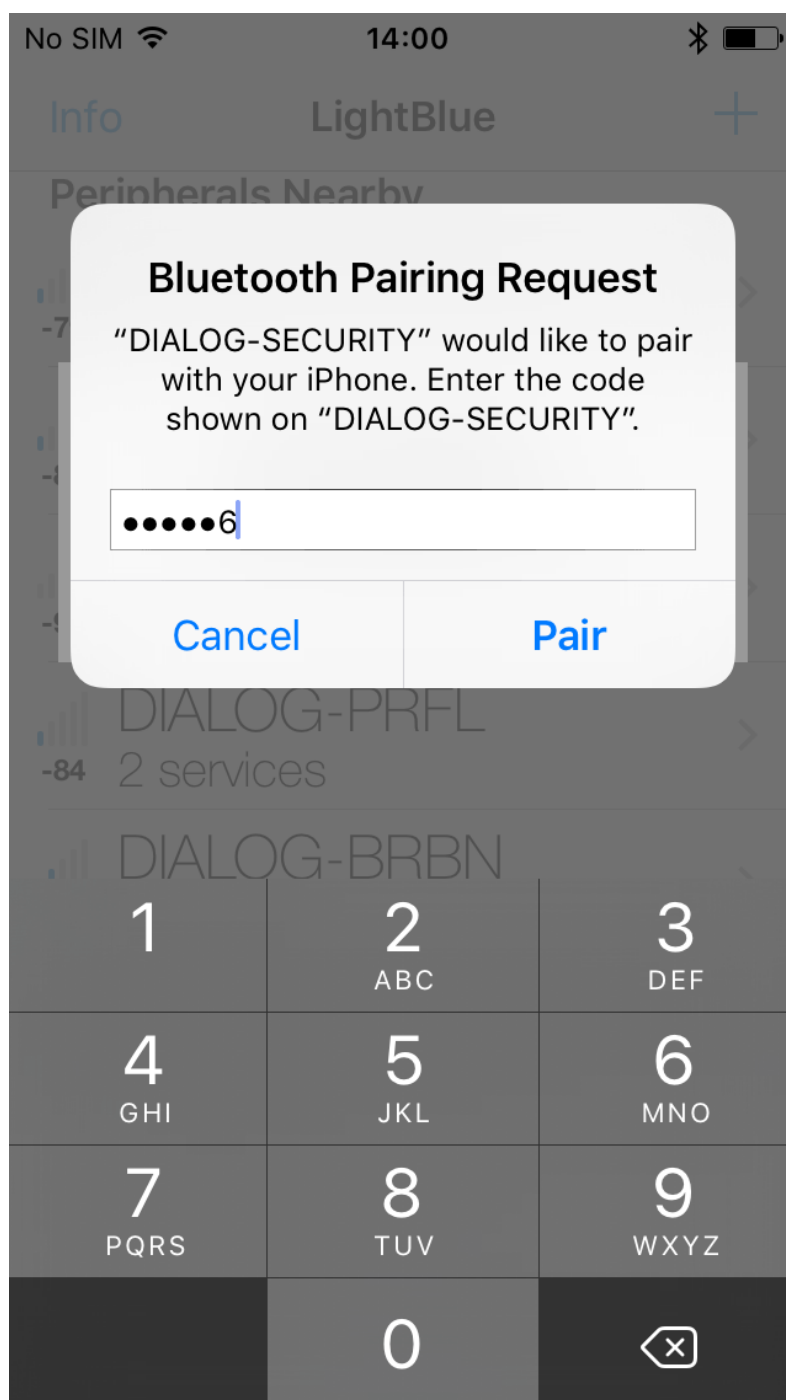 No SIM 14:00
Info LightBlue +
Peripherals Nearby
Bluetooth Pairing Request
“DIALOG-SECURITY” would like to pair
with your iPhone. Enter the code
shown on “DIALOG-SECURITY”.
•••••6
Cancel Pair
DIALOG-PRFL
-84 2 services
DIALOG-BRBN
1 2 3
ABC DEF
4 5 6
GHI JKL MNO
7 8 9
PQRS TUV WXYZ
0